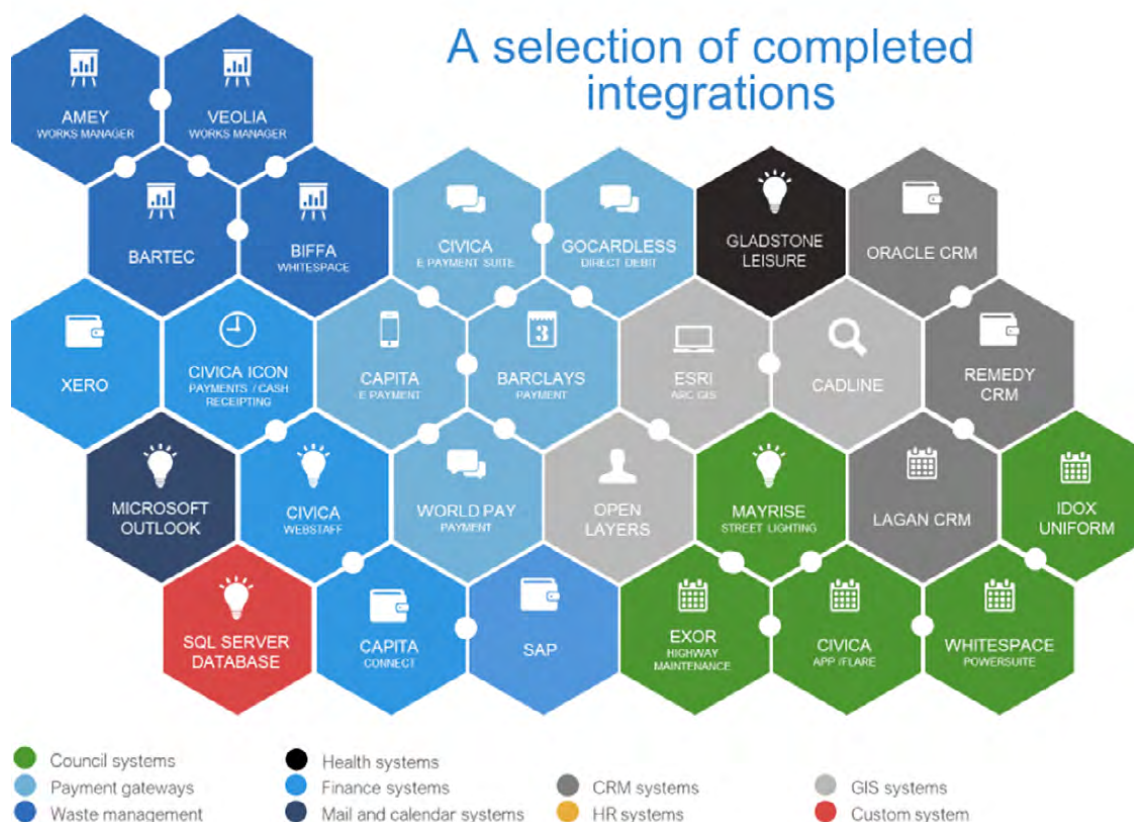 A selection of completed
integrations
AMEY
WORKS MANAGER
VEOLIA
WORKS MANAGER
BARTEC
BIFFA
WHITESPACE
CIVICA
E PAYMENT SUITE
GOCARDLESS
DIRECT DEBIT
GLADSTONE
LEISURE
ORACLE CRM
XERO
CIVICA ICON
PAYMENTS / CASH
RECEIPTING
CAPITA
E PAYMENT
3
BARCLAYS
PAYMENT
ESRI
ARC GIS
CADLINE
REMEDY
CRM
MICROSOFT
OUTLOOK
CIVICA
WEBSTAFF
WORLD PAY
PAYMENT
OPEN
LAYERS
MAYRISE
STREET LIGHTING
LAGAN CRM
IDOX
UNIFORM
SQL SERVER
DATABASE
CAPITA
CONNECT
SAP
EXOR
HIGHWAY
MAINTENANCE
CIVICA
APP /FLARE
WHITESPACE
POWERSUITE
Council systems
Health systems
Payment gateways
Finance systems
CRM systems
GIS systems
Waste management
Mail and calendar systems
HR systems
Custom system